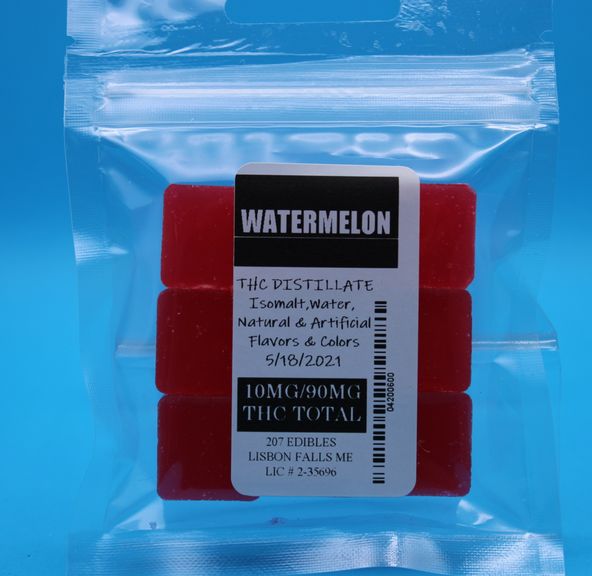 WATERMELON
THC DISTILLATE
Isomalt,Water,
Natural & Artificial
Flavors & Colors
5/18/2021
10MG/90MG
THC TOTAL
207 EDIBLES
LISBON FALLS ME
LIC # 2-35696
04200600